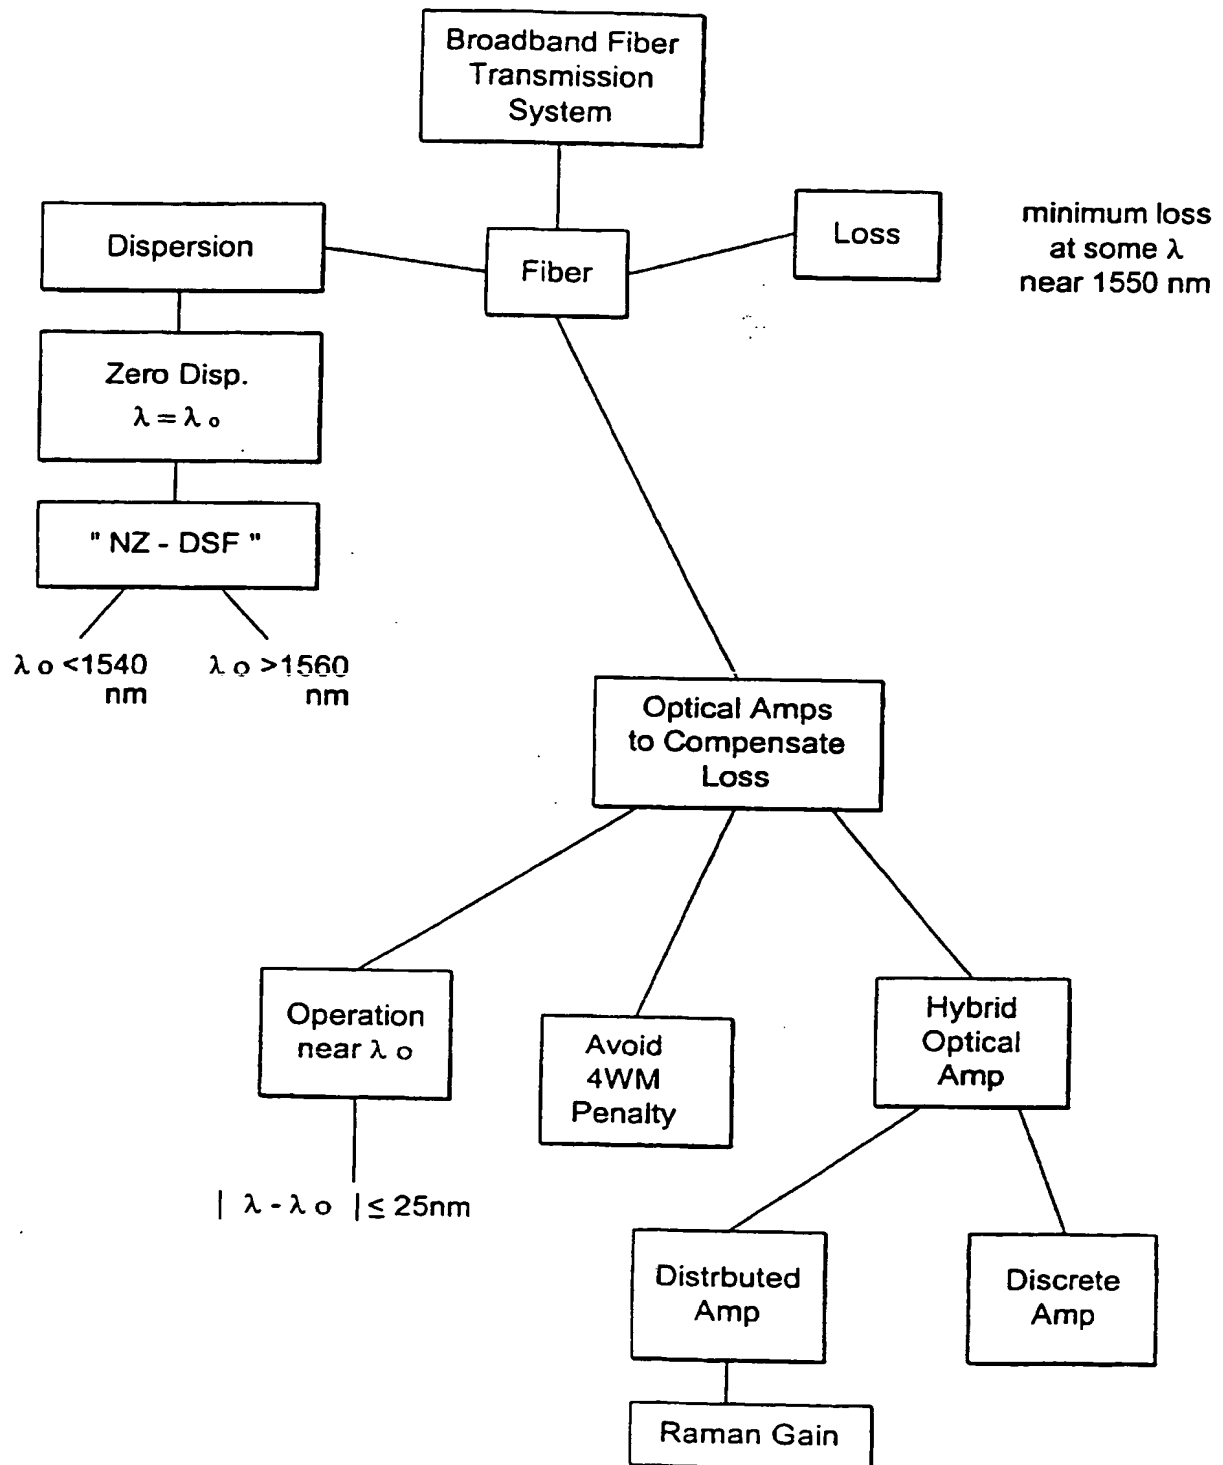 Broadband Fiber
Transmission
System
Dispersion
Fiber
Loss
minimum loss
at some λ
near 1550 nm
Zero Disp.
λ = λ o
" NZ - DSF "
λ o <1540
nm
λ o >1560
nm
Optical Amps
to Compensate
Loss
Operation
near λ o
Avoid
4WM
Penalty
Hybrid
Optical
Amp
| λ - λ o | ≤ 25nm
Distrbuted
Amp
Discrete
Amp
Raman Gain